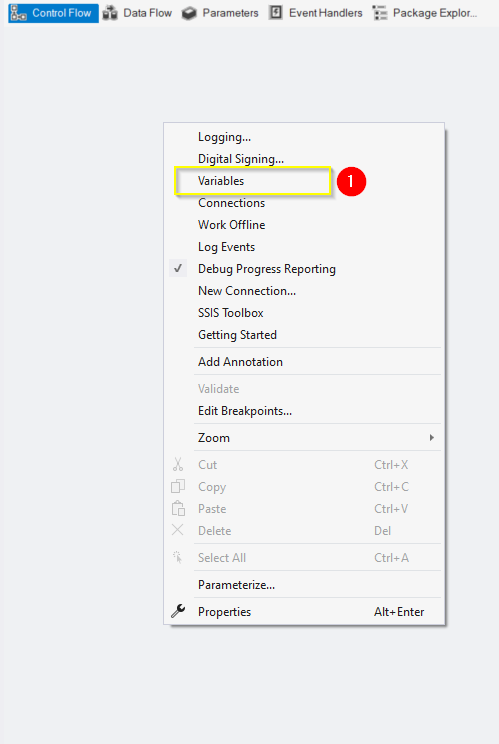 Control Flow Data Flow Parameters Event Handlers Package Explor...
Logging...
Digital Signing...
Variables 1
Connections
Work Offline
Log Events
Debug Progress Reporting
New Connection...
SSIS Toolbox
Getting Started
Add Annotation
Validate
Edit Breakpoints...
Zoom
Cut Ctrl+X
Copy Ctrl+C
Paste Ctrl+V
Delete Del
Select All Ctrl+A
Parameterize...
Properties Alt+Enter